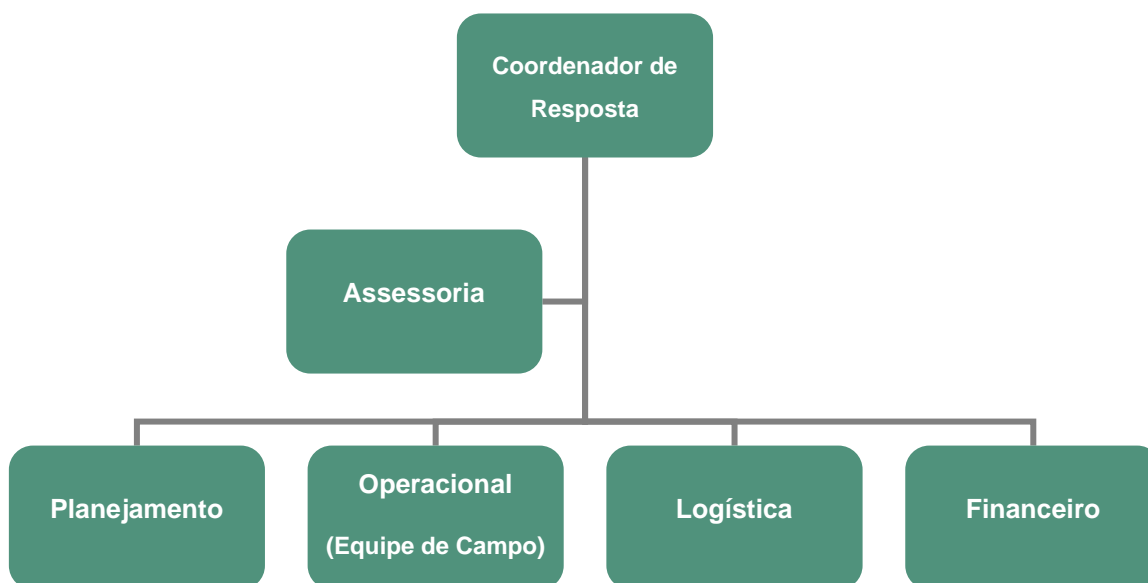 Coordenador de
Resposta
Assessoria
Planejamento
Operacional
(Equipe de Campo)
Logística
Financeiro